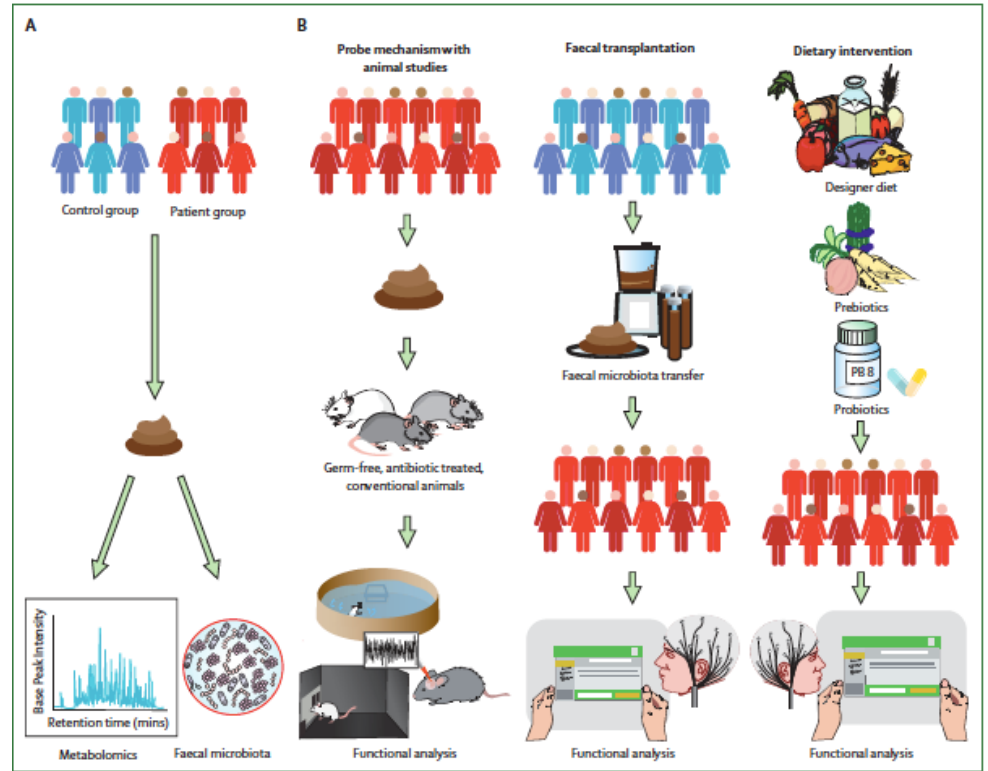 A
B
Probe mechanism with
animal studies
Faecal transplantation
Dietary intervention
Control group
Patient group
Designer diet
Prebiotics
PB 8
Probiotics
Faecal microbiota transfer
Germ-free, antibiotic treated,
conventional animals
Base Peak Intensity
Retention time (mins)
Metabolomics
Faecal microbiota
Functional analysis
Functional analysis
Functional analysis